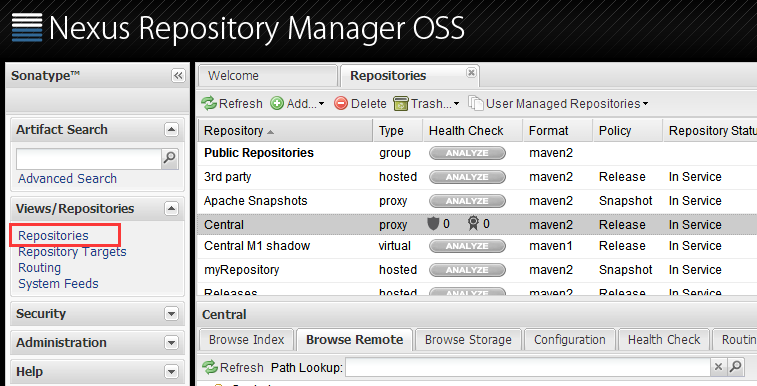 Nexus Repository Manager OSS
Sonatype™
Artifact Search
Advanced Search
Views/Repositories
Repositories
Repository Targets
Routing
System Feeds
Security
Administration
Help
Welcome Repositories
Refresh Add... Delete Trash... User Managed Repositories
Repository Type Health Check Format Policy Repository Statu
Public Repositories group ANALYZE maven2
3rd party hosted ANALYZE maven2 Release In Service
Apache Snapshots proxy ANALYZE maven2 Snapshot In Service
Central proxy 0 0 maven2 Release In Service
Central M1 shadow virtual ANALYZE maven1 Release In Service
myRepository hosted ANALYZE maven2 Snapshot In Service
Releases hosted ANALYZE maven2 Release In Service
Central
Browse Index Browse Remote Browse Storage Configuration Health Check Routin
Refresh Path Lookup: